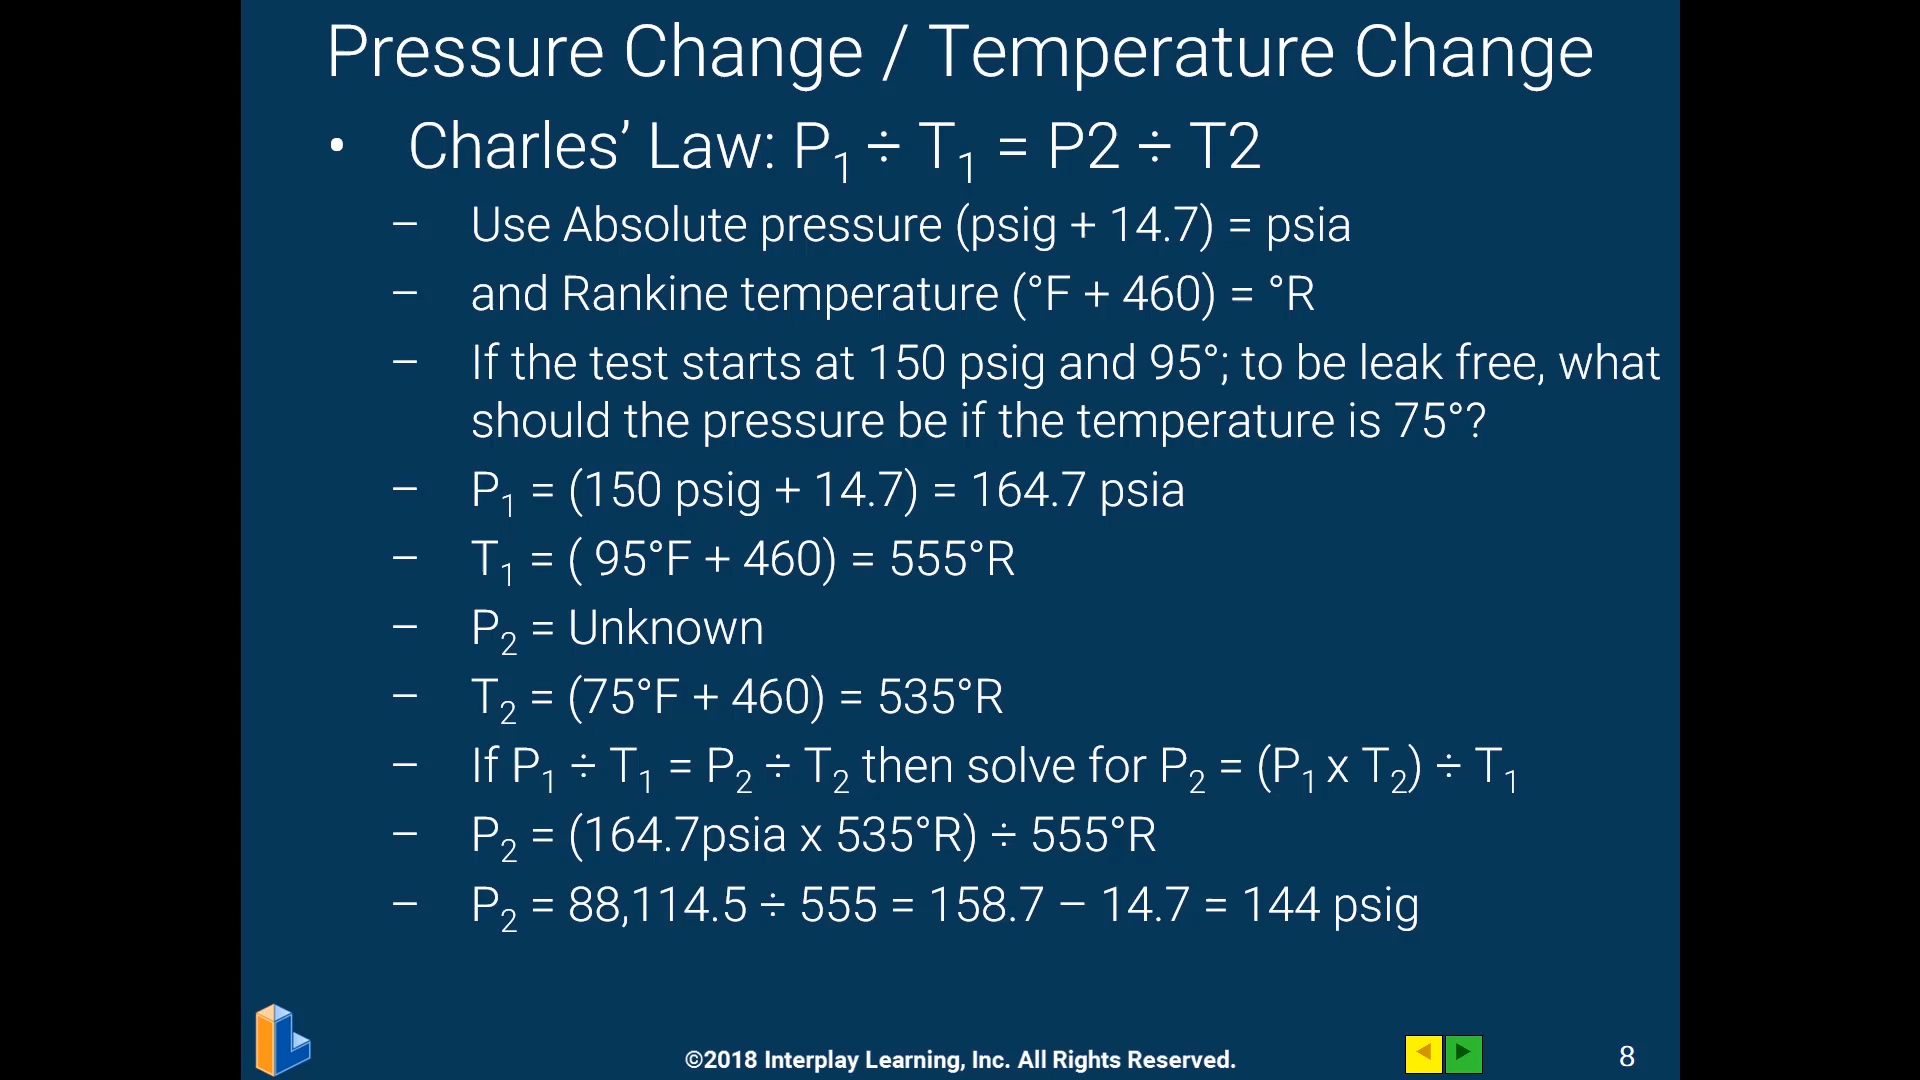 Pressure Change / Temperature Change
• Charles’ Law: P₁ ÷ T₁ = P2 ÷ T2
– Use Absolute pressure (psig + 14.7) = psia
– and Rankine temperature (°F + 460) = °R
– If the test starts at 150 psig and 95°; to be leak free, what
should the pressure be if the temperature is 75°?
– P₁ = (150 psig + 14.7) = 164.7 psia
– T₁ = ( 95°F + 460) = 555°R
– P₂ = Unknown
– T₂ = (75°F + 460) = 535°R
– If P₁ ÷ T₁ = P₂ ÷ T₂ then solve for P₂ = (P₁ x T₂) ÷ T₁
– P₂ = (164.7psia x 535°R) ÷ 555°R
– P₂ = 88,114.5 ÷ 555 = 158.7 – 14.7 = 144 psig
©2018 Interplay Learning, Inc. All Rights Reserved.
8